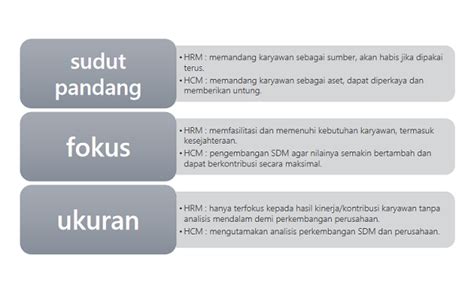 sudut
pandang
• HRM : memandang karyawan sebagai sumber, akan habis jika dipakai
terus.
• HCM : memandang karyawan sebagai aset, dapat diperkaya dan
memberikan untung.
fokus
• HRM : memfasilitasi dan memenuhi kebutuhan karyawan, termasuk
kesejahteraan.
• HCM : pengembangan SDM agar nilainya semakin bertambah dan
dapat berkontribusi secara maksimal.
ukuran
• HRM : hanya terfokus kepada hasil kinerja/kontribusi karyawan tanpa
analisis mendalam demi perkembangan perusahaan.
• HCM : mengutamakan analisis perkembangan SDM dan perusahaan.